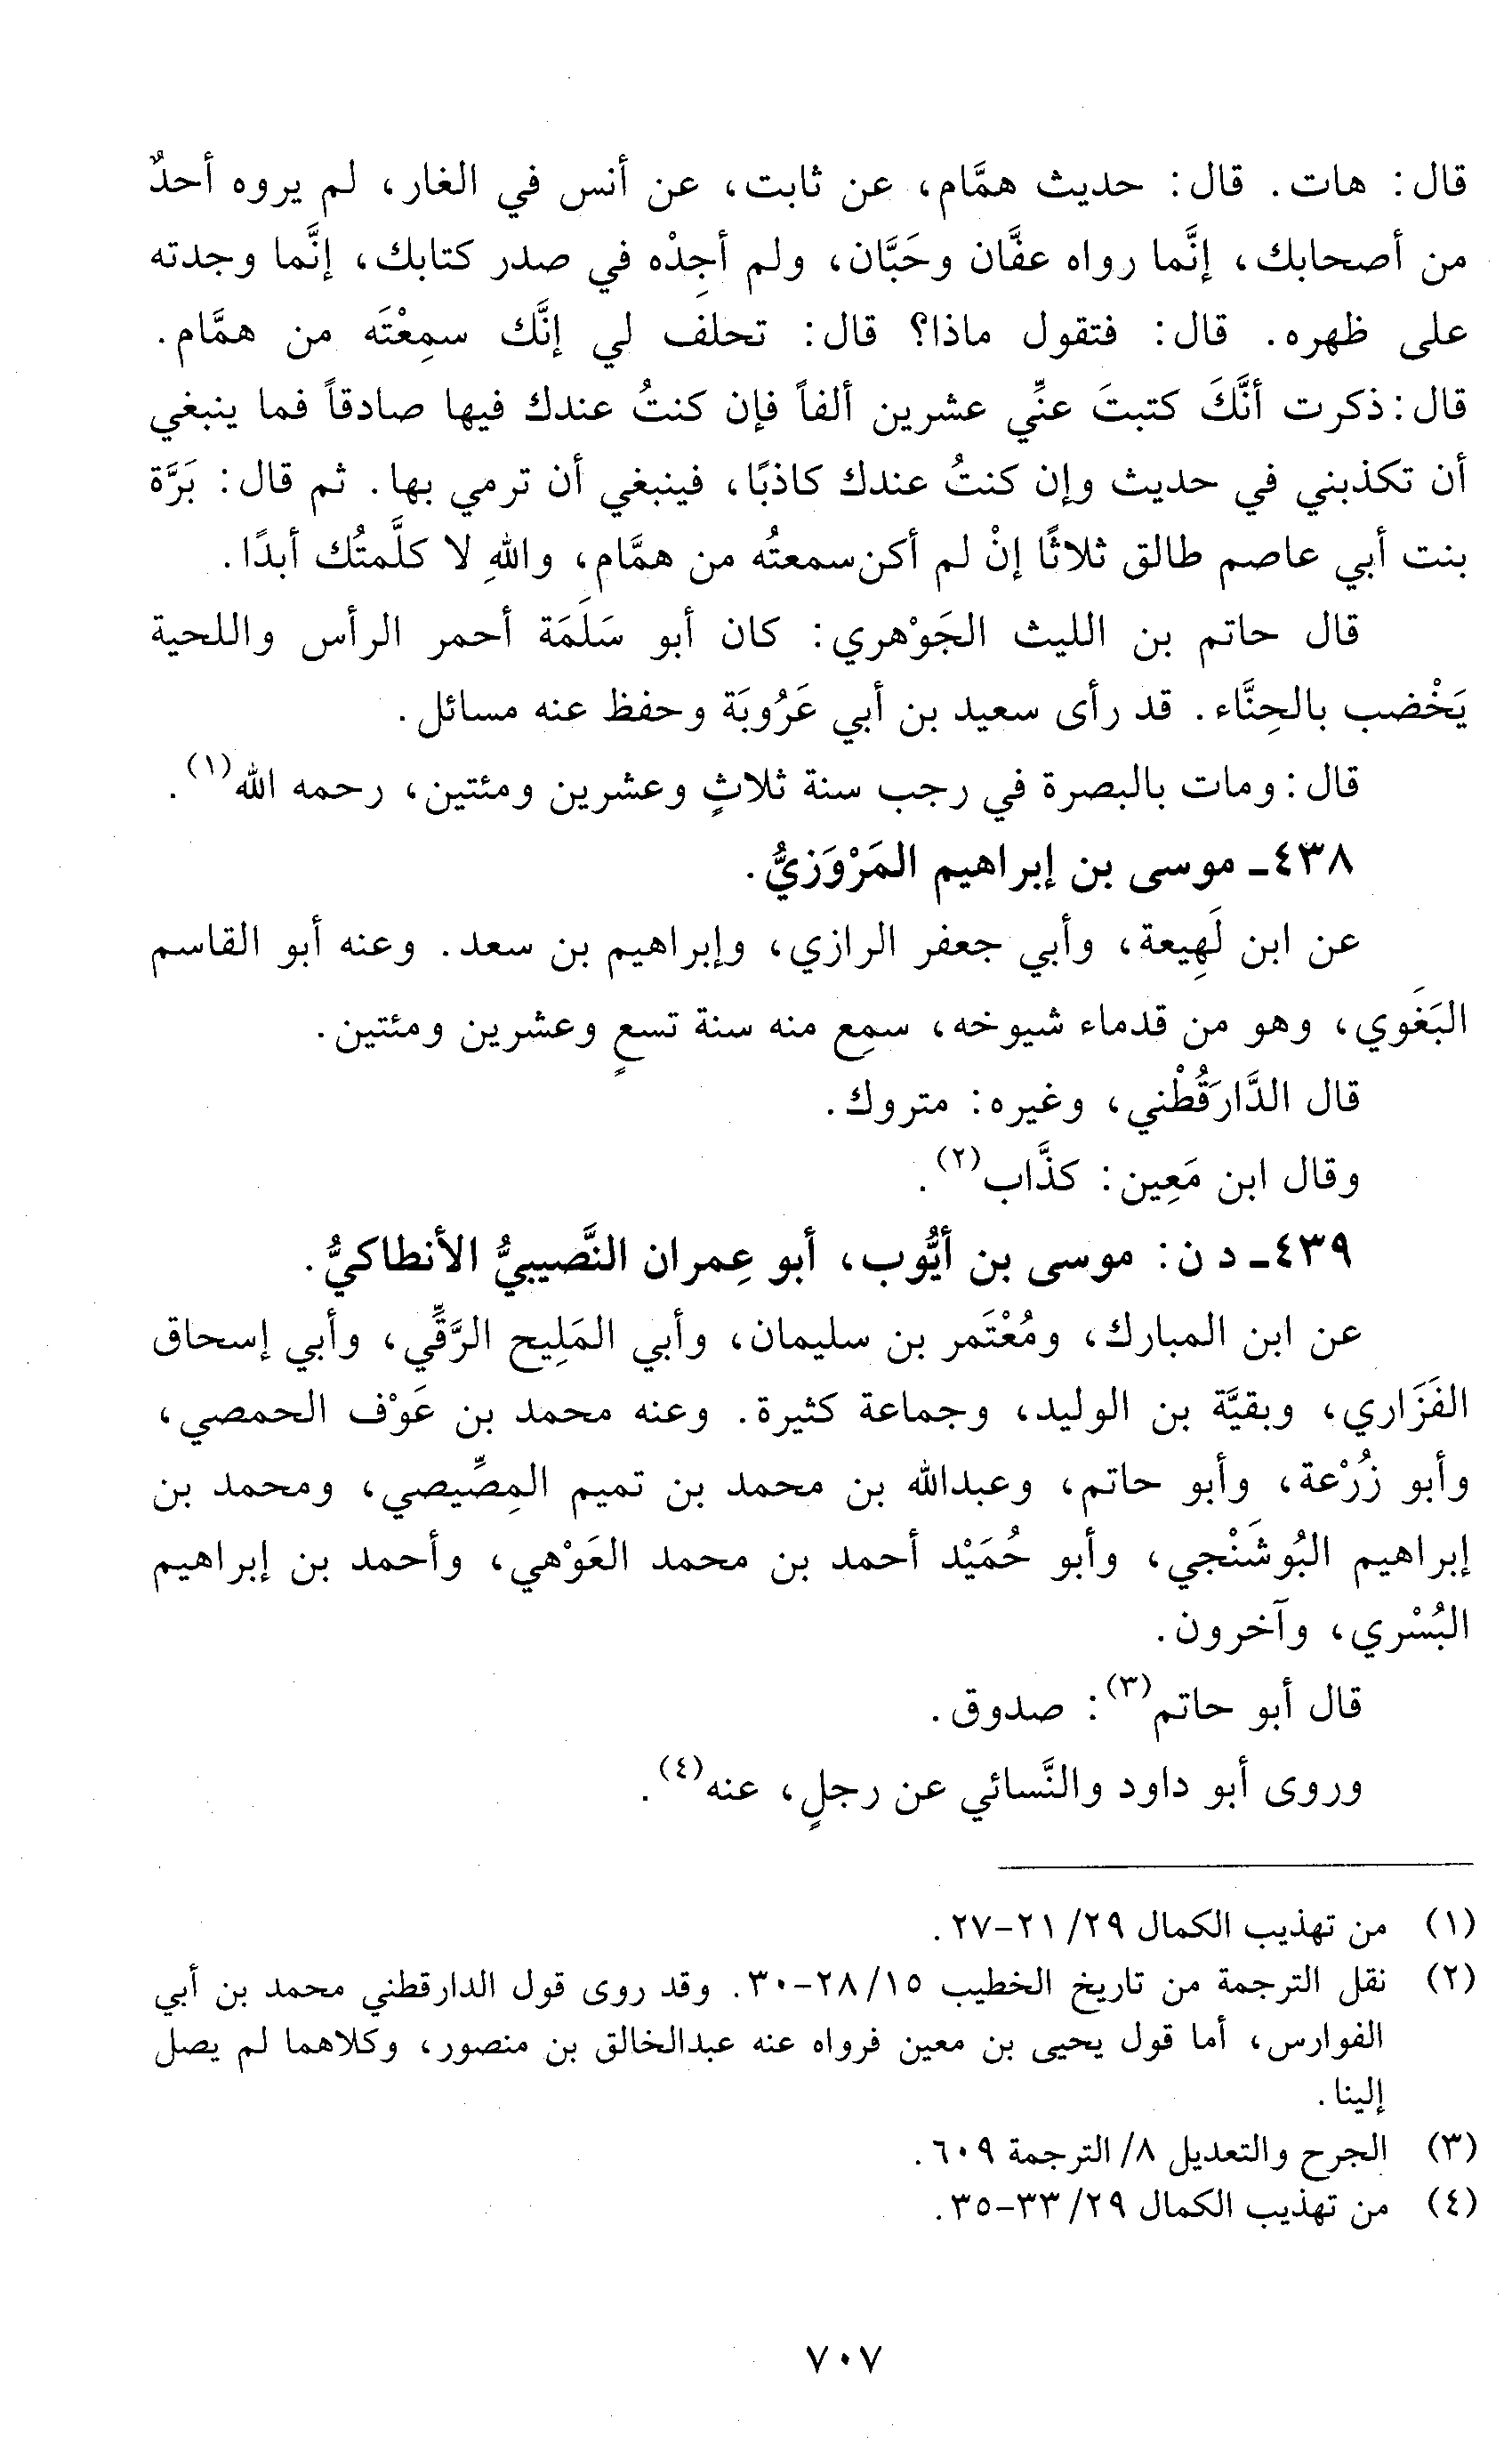 قال: هات. قال: حديث همَّام، عن ثابت، عن أنس في الغار، لم يروه أحدٌ
من أصحابك، إنَّما رواه عفَّان وحَبَّان، ولم أجِدْه في صدر كتابك، إنَّما وجدته
على ظهره. قال: فتقول ماذا؟ قال: تحلف لي إنَّك سمِعْتَه من همَّام.
قال: ذكرت أنَّكَ كتبتَ عنِّي عشرين ألفاً فإن كنتُ عندك فيها صادقاً فما ينبغي
أن تكذبني في حديث وإن كنتُ عندك كاذبًا، فينبغي أن ترمي بها. ثم قال: بَرَّة
بنت أبي عاصم طالق ثلاثًا إنْ لم أكن سمعتُه من همَّام، واللهِ لا كلَّمتُك أبدًا.
قال حاتم بن الليث الجَوْهري: كان أبو سَلَمَة أحمر الرأس واللحية
يَخْضب بالحِنَّاء. قد رأى سعيد بن أبي عَرُوبَة وحفظ عنه مسائل.
قال: ومات بالبصرة في رجب سنة ثلاثٍ وعشرين ومئتين، رحمه الله(١).
٤٣٨ـ موسى بن إبراهيم المَرْوَزيُّ.
عن ابن لَهِيعة، وأبي جعفر الرازي، وإبراهيم بن سعد. وعنه أبو القاسم
البَغَوي، وهو من قدماء شيوخه، سمِع منه سنة تسعٍ وعشرين ومئتين.
قال الدَّارَقُطْني، وغيره: متروك.
وقال ابن مَعِين: كذَّاب(٢).
٤٣٩ـ د ن: موسى بن أيُّوب، أبو عِمران النَّصيبيُّ الأنطاكيُّ.
عن ابن المبارك، ومُعْتَمر بن سليمان، وأبي المَلِيح الرَّقِّي، وأبي إسحاق
الفَزَاري، وبقيَّة بن الوليد، وجماعة كثيرة. وعنه محمد بن عَوْف الحمصي،
وأبو زُرْعة، وأبو حاتم، وعبدالله بن محمد بن تميم المِصِّيصي، ومحمد بن
إبراهيم البُوشَنْجي، وأبو حُمَيْد أحمد بن محمد العَوْهي، وأحمد بن إبراهيم
البُسْري، وآخرون.
قال أبو حاتم(٣): صدوق.
وروى أبو داود والنَّسائي عن رجلٍ، عنه(٤).
(١) من تهذيب الكمال ٢٩/ ٢١-٢٧.
(٢) نقل الترجمة من تاريخ الخطيب ١٥/ ٢٨-٣٠. وقد روى قول الدارقطني محمد بن أبي
الفوارس، أما قول يحيى بن معين فرواه عنه عبدالخالق بن منصور، وكلاهما لم يصل
إلينا.
(٣) الجرح والتعديل ٨/ الترجمة ٦٠٩.
(٤) من تهذيب الكمال ٢٩/ ٣٣-٣٥.
٧٠٧